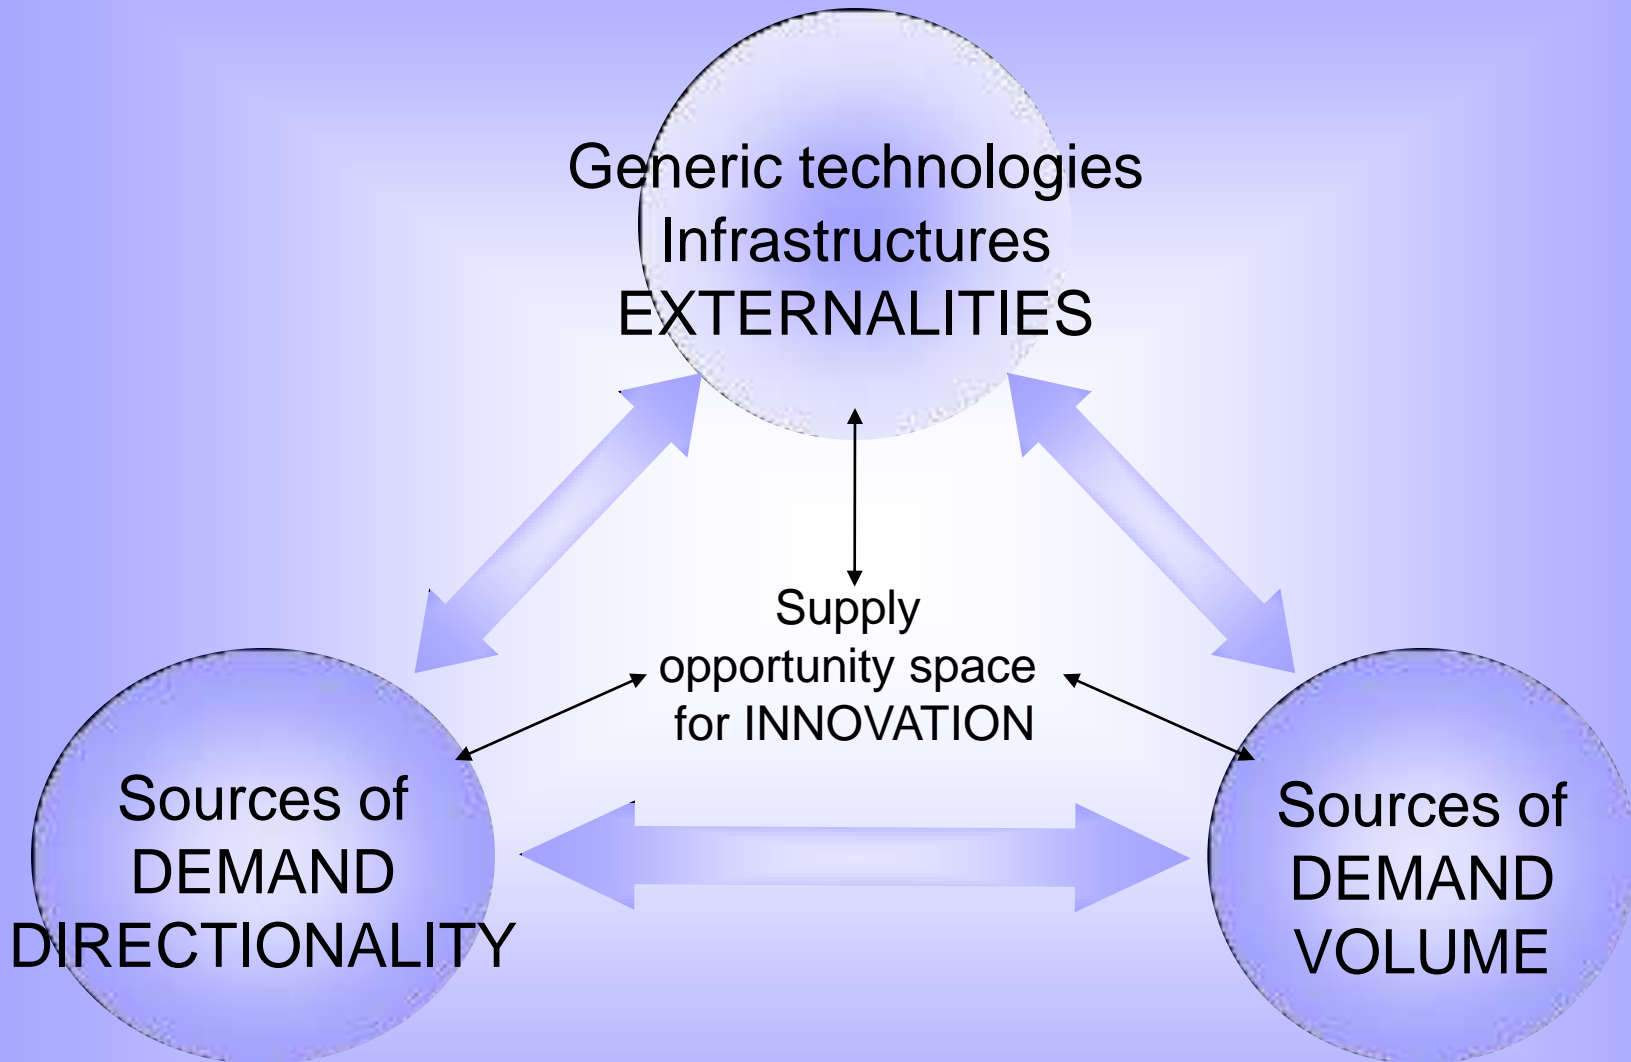 Generic technologies
Infrastructures
EXTERNALITIES
Supply
opportunity space
for INNOVATION
Sources of
DEMAND
DIRECTIONALITY
Sources of
DEMAND
VOLUME